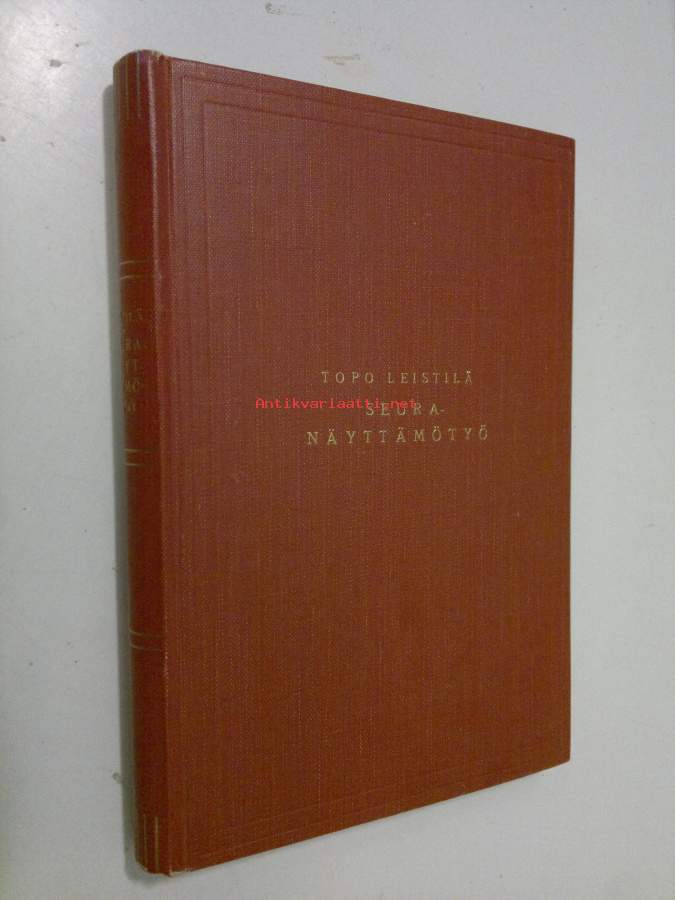 TOPO LEISTILÄ
Antikvariaatti.net
SEURA-
NÄYTTÄMÖTYÖ